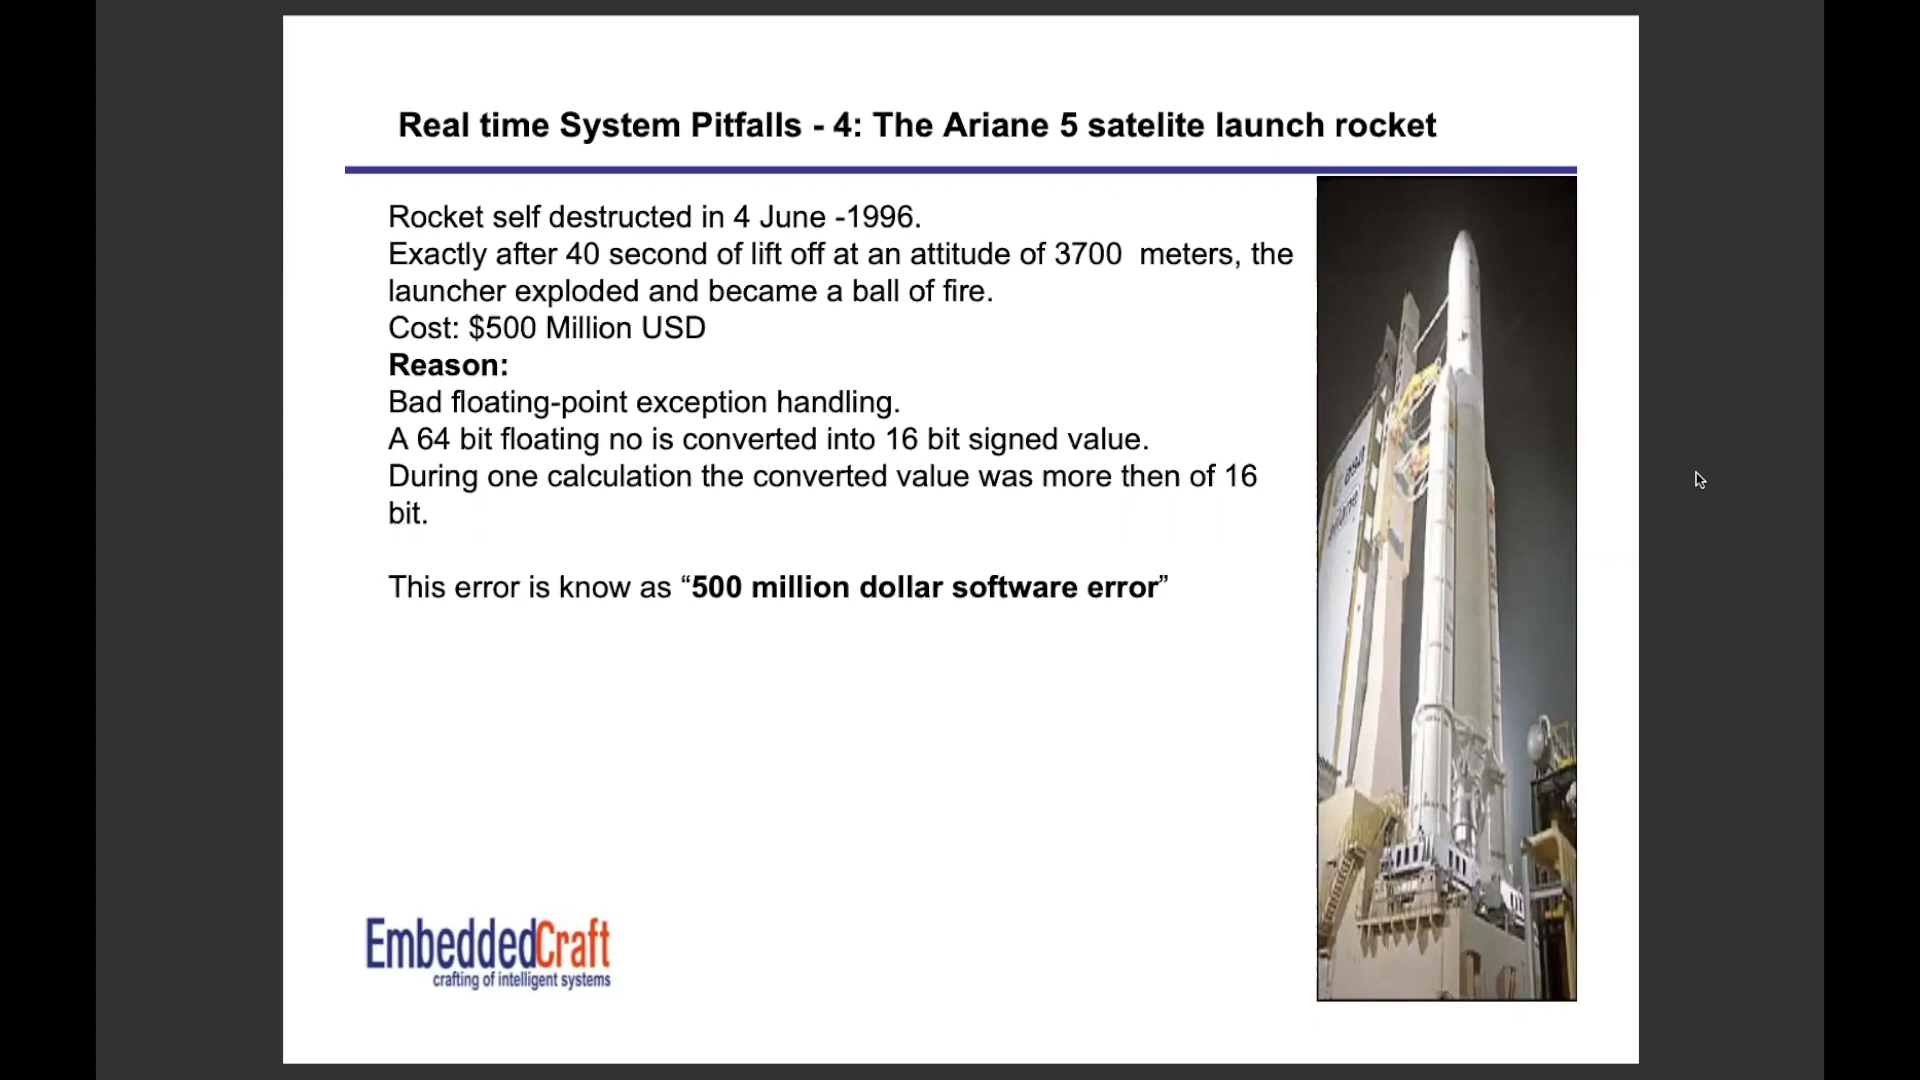 Real time System Pitfalls - 4: The Ariane 5 satelite launch rocket
Rocket self destructed in 4 June -1996.
Exactly after 40 second of lift off at an attitude of 3700 meters, the
launcher exploded and became a ball of fire.
Cost: $500 Million USD
Reason:
Bad floating-point exception handling.
A 64 bit floating no is converted into 16 bit signed value.
During one calculation the converted value was more then of 16
bit.
This error is know as “500 million dollar software error”
EmbeddedCraft
crafting of intelligent systems